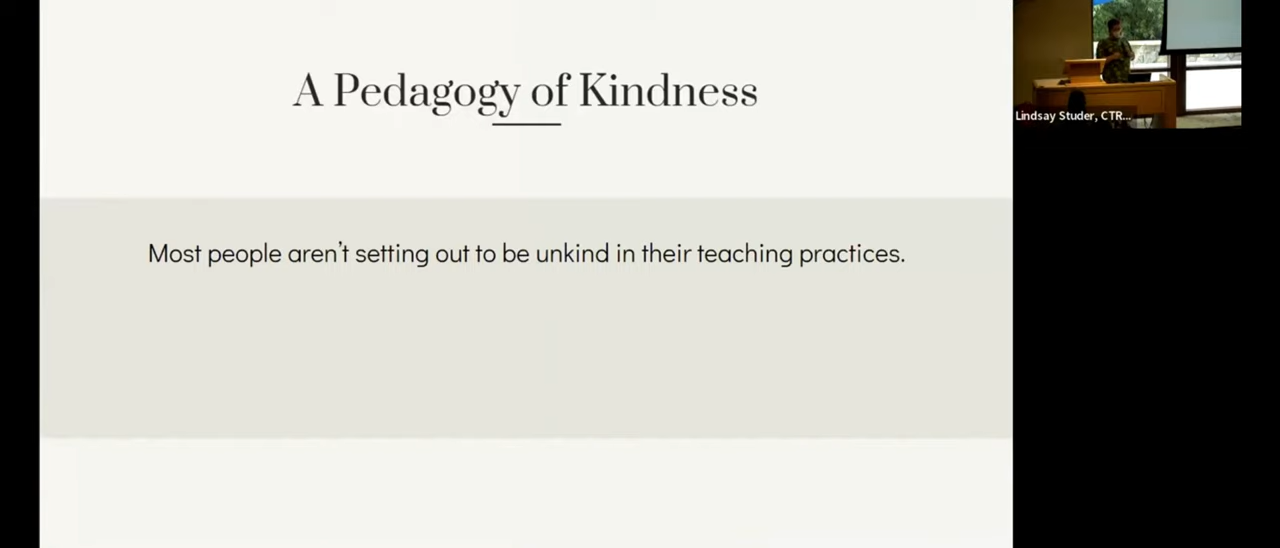 A Pedagogy of Kindness
Most people aren't setting out to be unkind in their teaching practices.
Lindsay Studer, CTR...